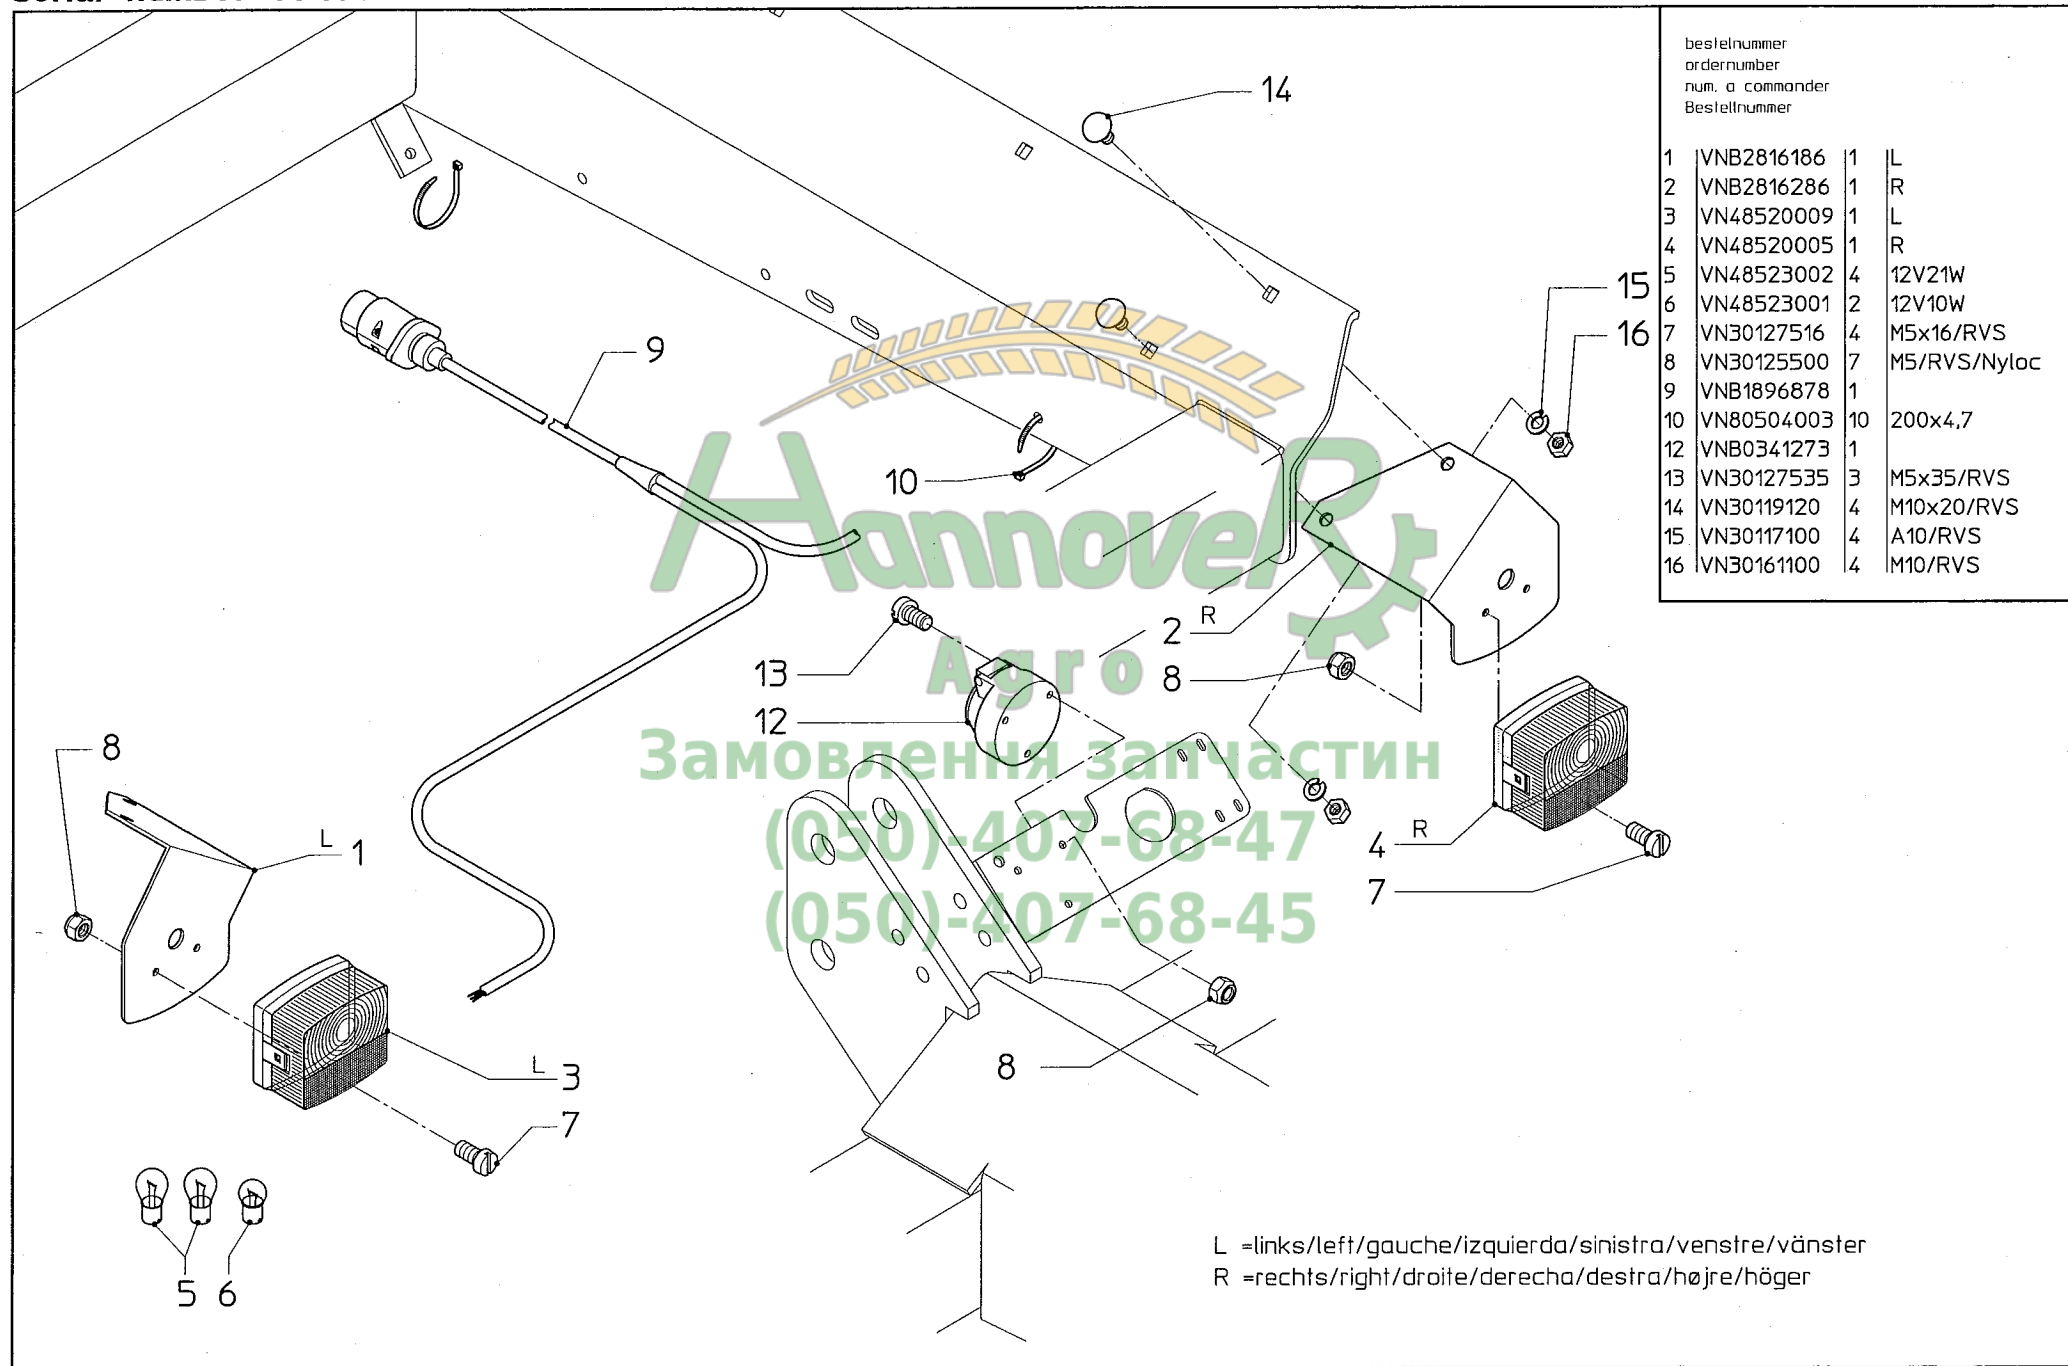 bestelnummer
ordernumber
num. a commander
Bestellnummer
1 VNB2816186 1 L
2 VNB2816286 1 R
3 VN48520009 1 L
4 VN48520005 1 R
5 VN48523002 4 12V21W
6 VN48523001 2 12V10W
7 VN30127516 4 M5x16/RVS
8 VN30125500 7 M5/RVS/Nyloc
9 VNB1896878 1
10 VN80504003 10 200x4,7
12 VNB0341273 1
13 VN30127535 3 M5x35/RVS
14 VN30119120 4 M10x20/RVS
15 VN30117100 4 A10/RVS
16 VN30161100 4 M10/RVS
14
15
16
9
10
HannoveR
Agro
Замовлення запчастин
(050)-407-68-47
(050)-407-68-45
R
2
13
8
12
8
L
1
R
4
7
8
L
3
7
5 6
L =links/left/gauche/izquierda/sinistra/venstre/vänster
R =rechts/right/droite/derecha/destra/højre/höger